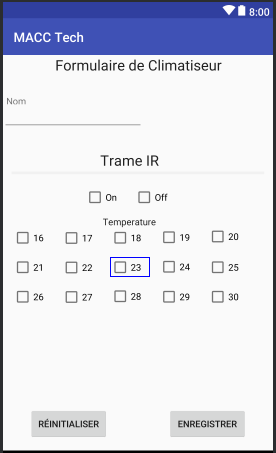 8:00
MACC Tech
Formulaire de Climatiseur
Nom
Trame IR
On Off
Temperature
16 17 18 19 20
21 22 23 24 25
26 27 28 29 30
RÉINITIALISER ENREGISTRER